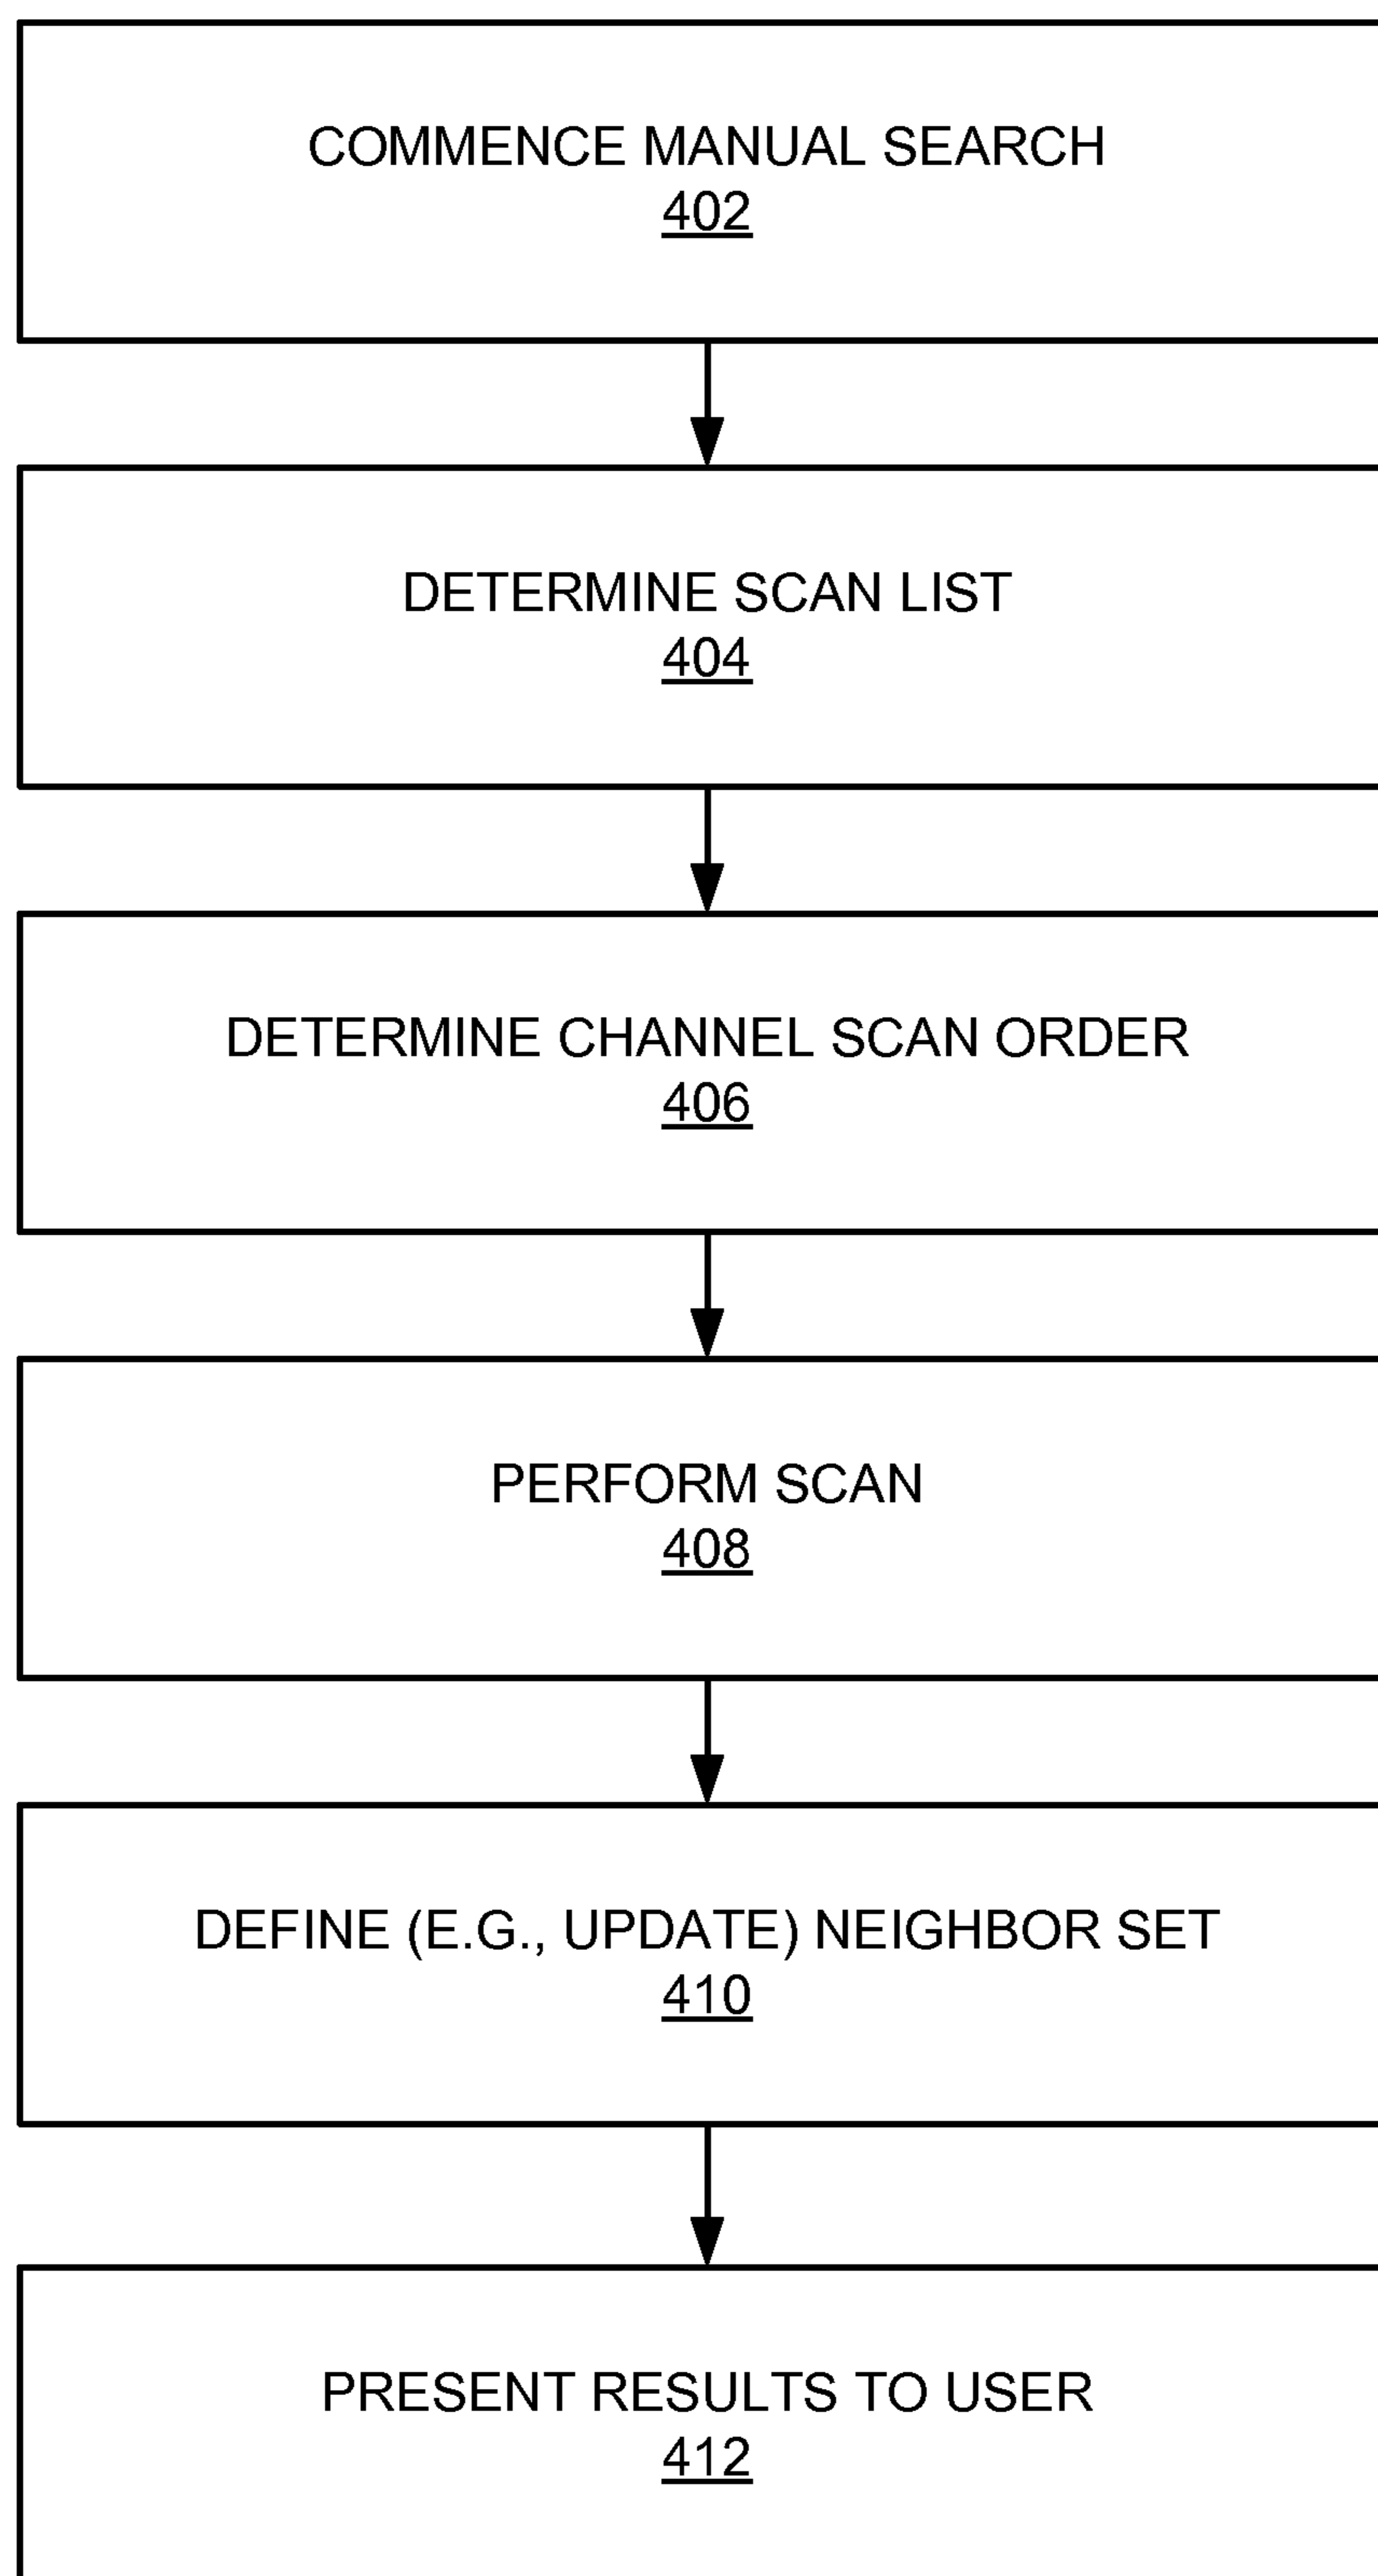 COMMENCE MANUAL SEARCH
402
DETERMINE SCAN LIST
404
DETERMINE CHANNEL SCAN ORDER
406
PERFORM SCAN
408
DEFINE (E.G., UPDATE) NEIGHBOR SET
410
PRESENT RESULTS TO USER
412